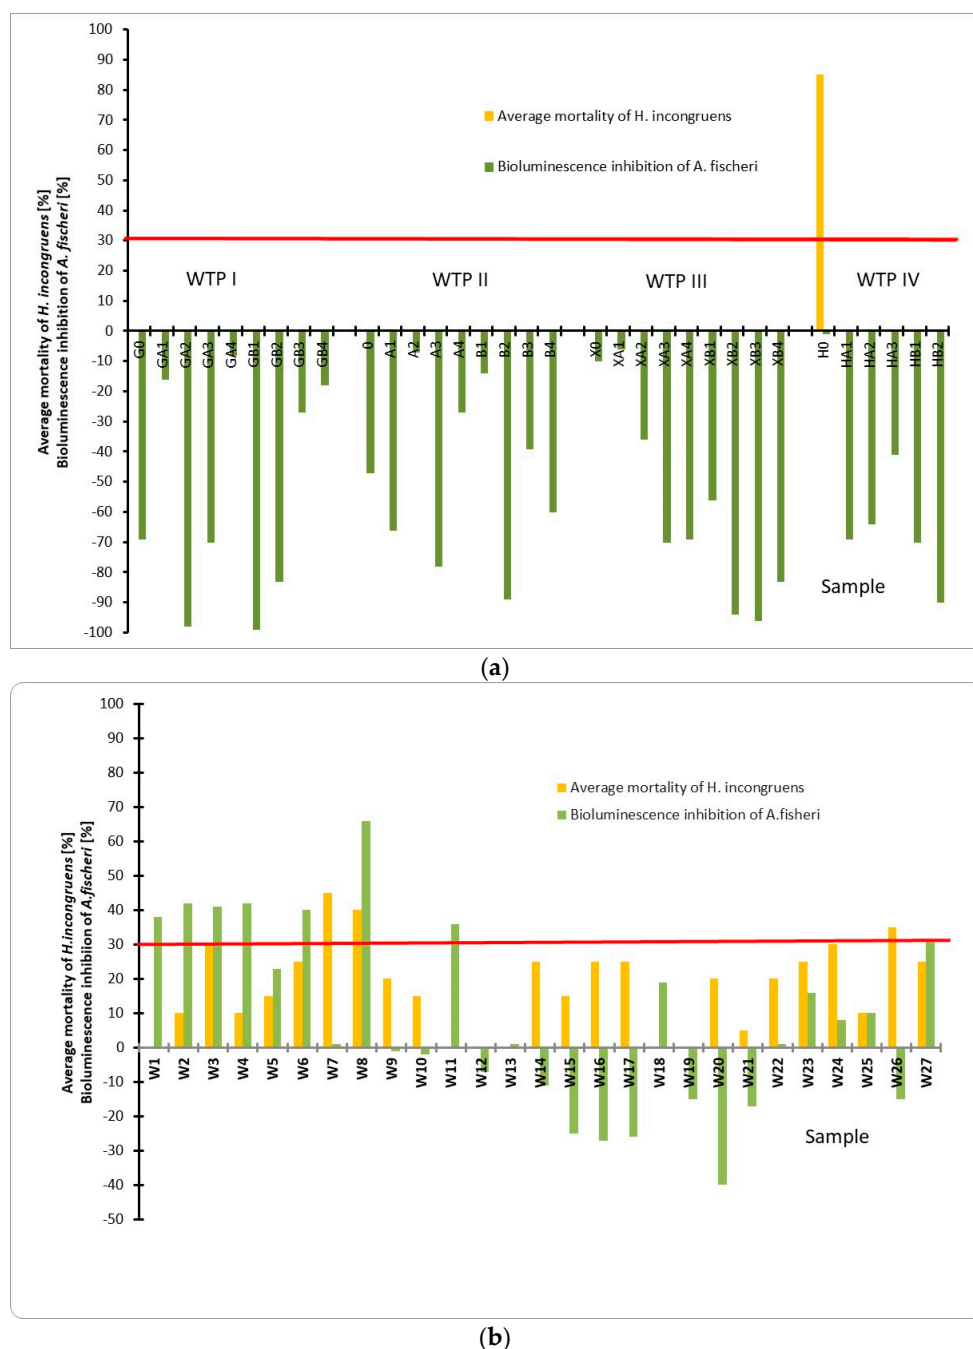 100
90
80
70
60
50
40
30
20
10
0
-10
-20
-30
-40
-50
-60
-70
-80
-90
-100
Average mortality of H. incongruens [%]
Bioluminescence inhibition of A. fischeri [%]
Average mortality of H. incongruens
Bioluminescence inhibition of A. fischeri
WTP I WTP II WTP III WTP IV
G0 GA1 GA2 GA3 GA4 GB1 GB2 GB3 GB4 0 A1 A2 A3 A4 B1 B2 B3 B4 X0 XA1 XA2 XA3 XA4 XB1 XB2 XB3 XB4 H0 HA1 HA2 HA3 HB1 HB2
Sample
(a)
100
90
80
70
60
50
40
30
20
10
0
-10
-20
-30
-40
-50
Average mortality of H.incongruens [%]
Bioluminescence inhibiion of A.fischeri [%]
Average mortality of H. incongruens
Bioluminescence inhibition of A.fisheri
W1 W2 W3 W4 W5 W6 W7 W8 W9 W10 W11 W12 W13 W14 W15 W16 W17 W18 W19 W20 W21 W22 W23 W24 W25 W26 W27
Sample
(b)